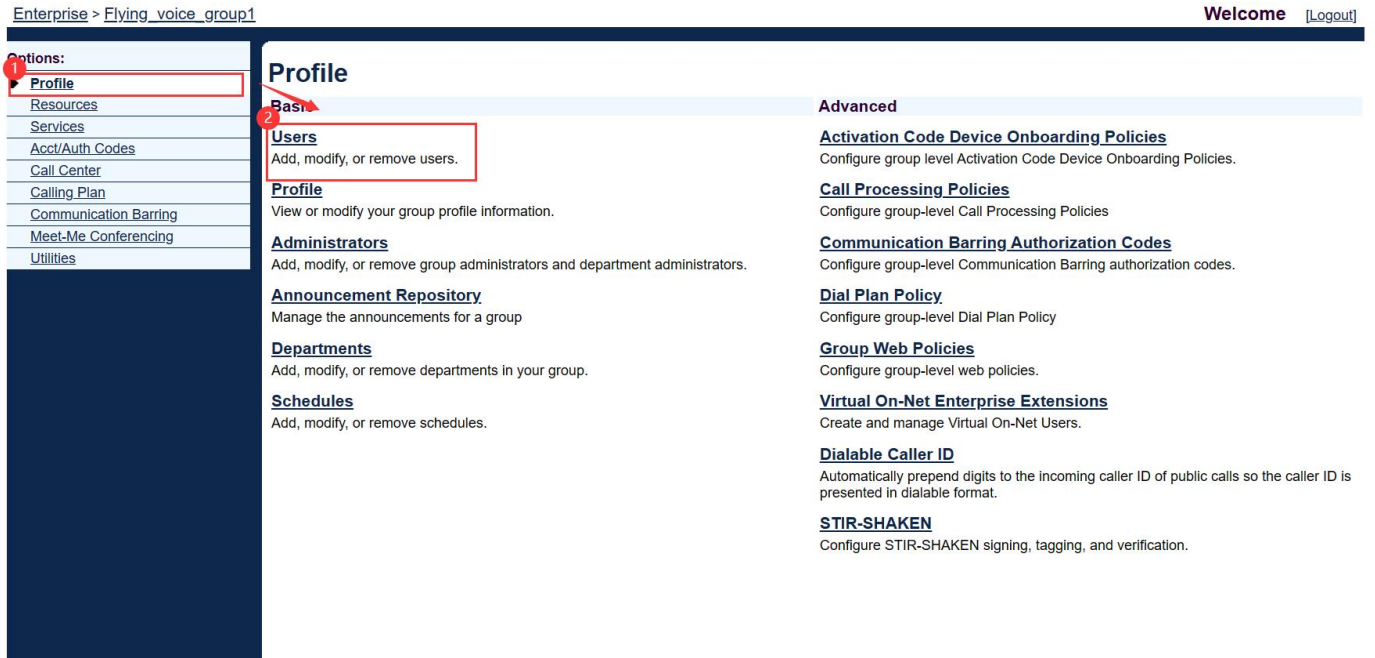 Enterprise > Flying_voice_group1
Welcome [Logout]
Options:
1
Profile
Resources
Services
Acct/Auth Codes
Call Center
Calling Plan
Communication Barring
Meet-Me Conferencing
Utilities
Profile
Basic
2
Users
Add, modify, or remove users.
Profile
View or modify your group profile information.
Administrators
Add, modify, or remove group administrators and department administrators.
Announcement Repository
Manage the announcements for a group
Departments
Add, modify, or remove departments in your group.
Schedules
Add, modify, or remove schedules.
Advanced
Activation Code Device Onboarding Policies
Configure group level Activation Code Device Onboarding Policies.
Call Processing Policies
Configure group-level Call Processing Policies
Communication Barring Authorization Codes
Configure group-level Communication Barring authorization codes.
Dial Plan Policy
Configure group-level Dial Plan Policy
Group Web Policies
Configure group-level web policies.
Virtual On-Net Enterprise Extensions
Create and manage Virtual On-Net Users.
Dialable Caller ID
Automatically prepend digits to the incoming caller ID of public calls so the caller ID is
presented in dialable format.
STIR-SHAKEN
Configure STIR-SHAKEN signing, tagging, and verification.